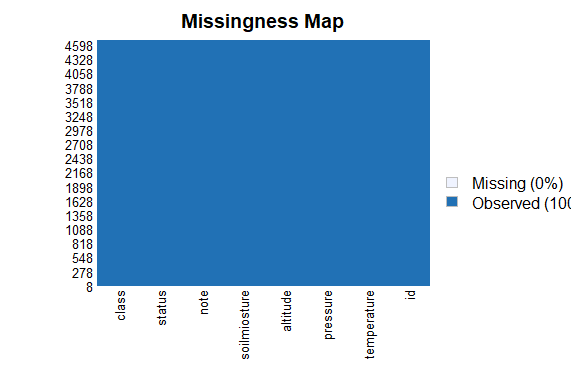 Missingness Map
4598
4328
4058
3788
3518
3248
2978
2708
2438
2168
1898
1628
1358
1088
818
548
278
8
Missing (0%)
Observed (100
class
status
note
soilmiosture
altitude
pressure
temperature
id